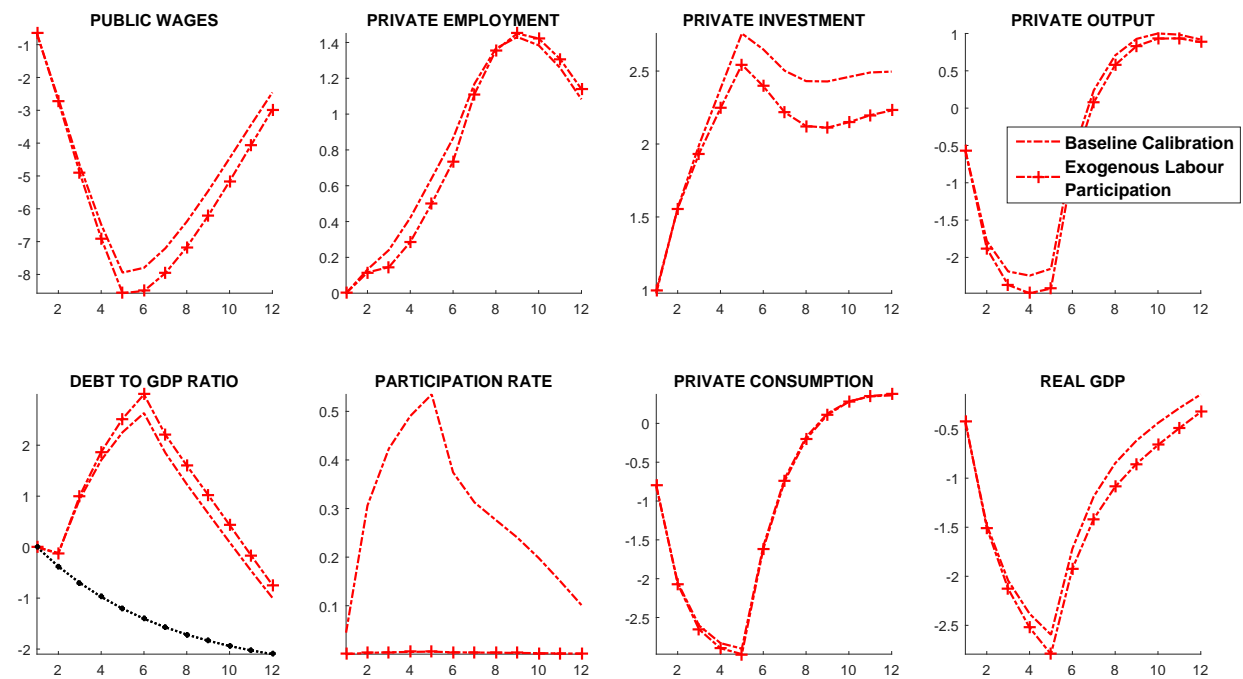 PUBLIC WAGES
-1
-2
-3
-4
-5
-6
-7
-8
2 4 6 8 10 12
PRIVATE EMPLOYMENT
1.4
1.2
1
0.8
0.6
0.4
0.2
0
2 4 6 8 10 12
PRIVATE INVESTMENT
2.5
2
1.5
1
2 4 6 8 10 12
PRIVATE OUTPUT
1
0.5
0
-0.5
-1
-1.5
-2
2 4 6 8 10 12
Baseline Calibration
Exogenous Labour
Participation
DEBT TO GDP RATIO
2
1
0
-1
-2
2 4 6 8 10 12
PARTICIPATION RATE
0.5
0.4
0.3
0.2
0.1
2 4 6 8 10 12
PRIVATE CONSUMPTION
0
-0.5
-1
-1.5
-2
-2.5
2 4 6 8 10 12
REAL GDP
-0.5
-1
-1.5
-2
-2.5
2 4 6 8 10 12